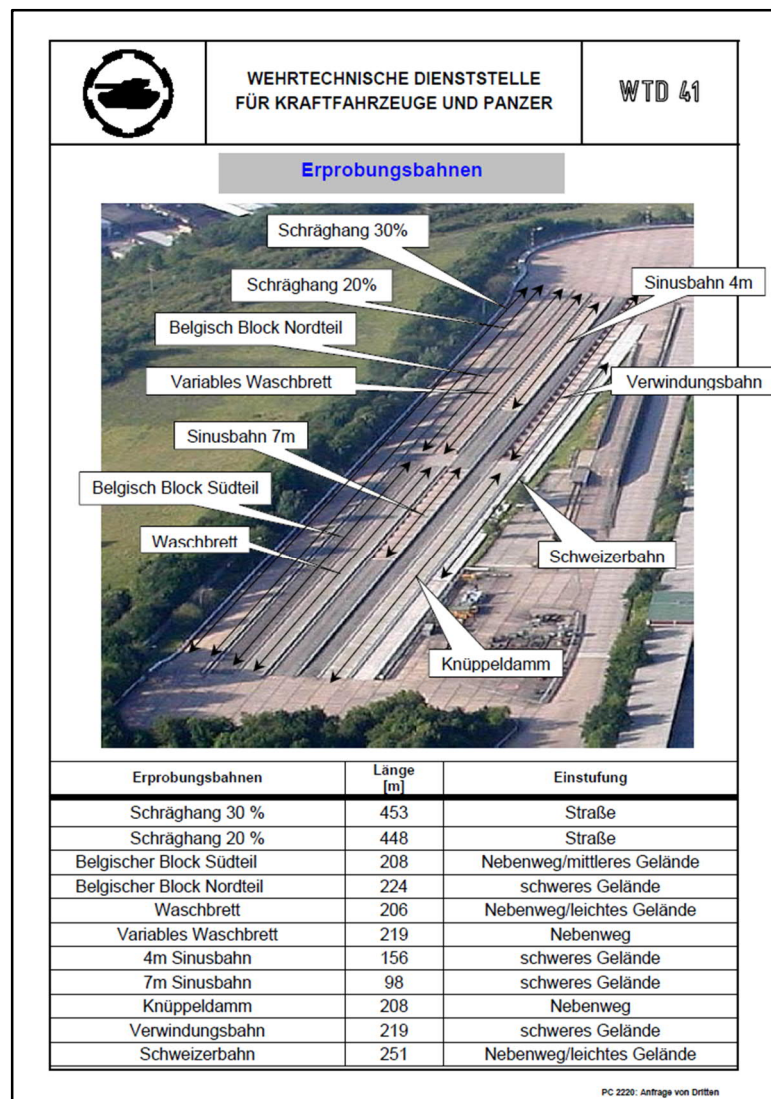 WEHRTECHNISCHE DIENSTSTELLE
FÜR KRAFTFAHRZEUGE UND PANZER
WTD 41
Erprobungsbahnen
Schräghang 30%
Schräghang 20%
Sinusbahn 4m
Belgisch Block Nordteil
Variables Waschbrett
Verwindungsbahn
Sinusbahn 7m
Belgisch Block Südteil
Waschbrett
Schweizerbahn
Knüppeldamm
Erprobungsbahnen Länge [m] Einstufung
Schräghang 30 % 453 Straße
Schräghang 20 % 448 Straße
Belgischer Block Südteil 208 Nebenweg/mittleres Gelände
Belgischer Block Nordteil 224 schweres Gelände
Waschbrett 206 Nebenweg/leichtes Gelände
Variables Waschbrett 219 Nebenweg
4m Sinusbahn 156 schweres Gelände
7m Sinusbahn 98 schweres Gelände
Knüppeldamm 208 Nebenweg
Verwindungsbahn 219 schweres Gelände
Schweizerbahn 251 Nebenweg/leichtes Gelände
PC 2220: Anfrage von Dritten